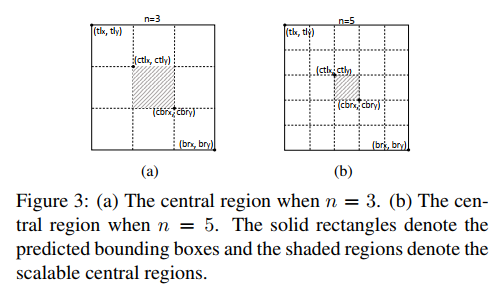 n=3
(tlx, tly)
(ctlx, ctly)
(cbrx, cbry)
(brx, bry)
(a)
n=5
(tlx, tly)
(ctlx, ctly)
(cbrx, cbry)
(brx, bry)
(b)
Figure 3: (a) The central region when n = 3. (b) The cen-
tral region when n = 5. The solid rectangles denote the
predicted bounding boxes and the shaded regions denote the
scalable central regions.